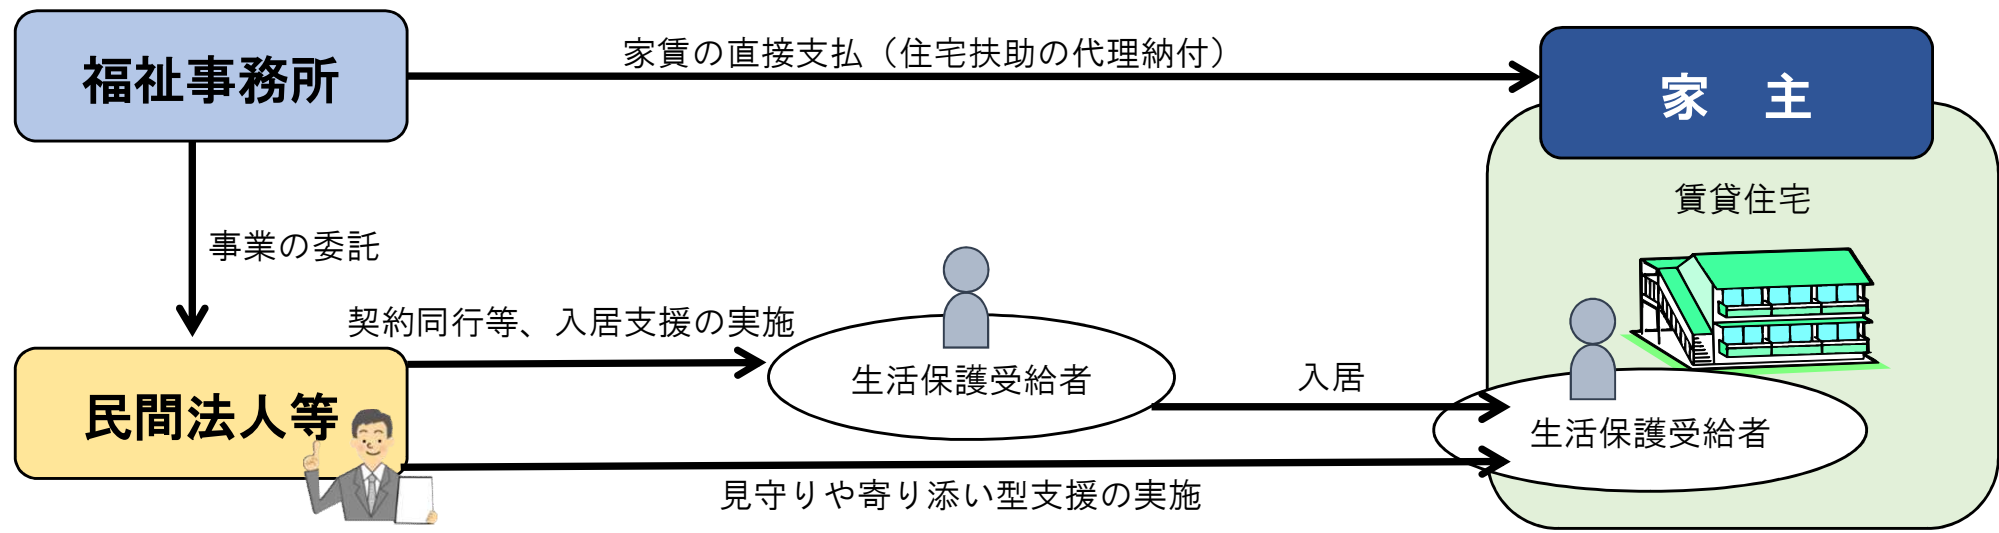 福祉事務所
家賃の直接支払（住宅扶助の代理納付）
家　主
賃貸住宅
事業の委託
契約同行等、入居支援の実施
生活保護受給者
入居
民間法人等
生活保護受給者
見守りや寄り添い型支援の実施